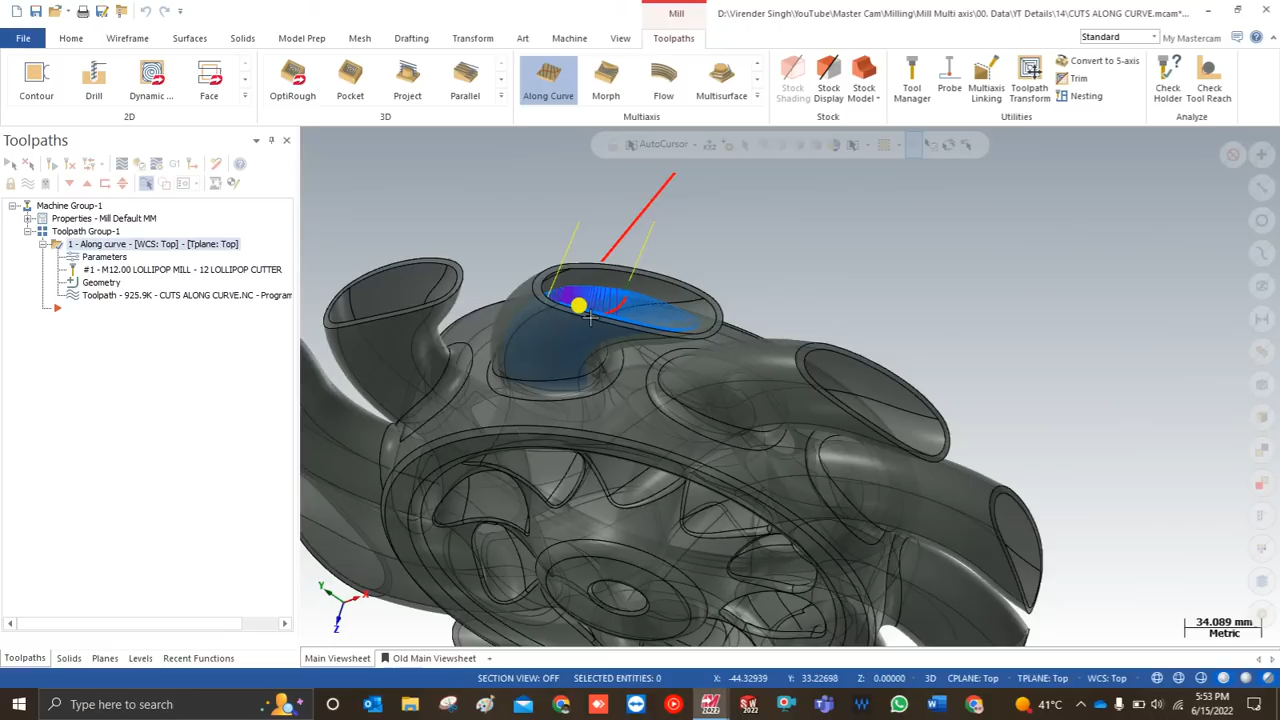 Mill
D:\Virender Singh\YouTube\Master Cam\Milling\Mill Multi axis\00. Data\YT Details\14\CUTS ALONG CURVE.mcam*...
File
Home
Wireframe
Surfaces
Solids
Model Prep
Mesh
Drafting
Transform
Art
Machine
View
Toolpaths
Standard
My Mastercam
Contour
Drill
Dynamic ...
Face
OptiRough
Pocket
Project
Parallel
Along Curve
Morph
Flow
Multisurface
Stock Shading
Stock Display
Stock Model
Tool Manager
Probe
Multiaxis Linking
Toolpath Transform
Convert to 5-axis
Trim
Nesting
Check Holder
Check Tool Reach
2D
3D
Multiaxis
Stock
Utilities
Analyze
Toolpaths
AutoCursor
G1
Machine Group-1
Properties - Mill Default MM
Toolpath Group-1
1 - Along curve - [WCS: Top] - [Tplane: Top]
Parameters
#1 - M12.00 LOLLIPOP MILL - 12 LOLLIPOP CUTTER
Geometry
Toolpath - 925.9K - CUTS ALONG CURVE.NC - Program
Y
X
Z
34.089 mm
Metric
Toolpaths
Solids
Planes
Levels
Recent Functions
Main Viewsheet
Old Main Viewsheet
+
SECTION VIEW: OFF
SELECTED ENTITIES: 0
X: -44.32939
Y: 33.22698
Z: 0.00000
3D
CPLANE: Top
TPLANE: Top
WCS: Top
Type here to search
2022
2022
41°C
ENG
5:53 PM
6/15/2022